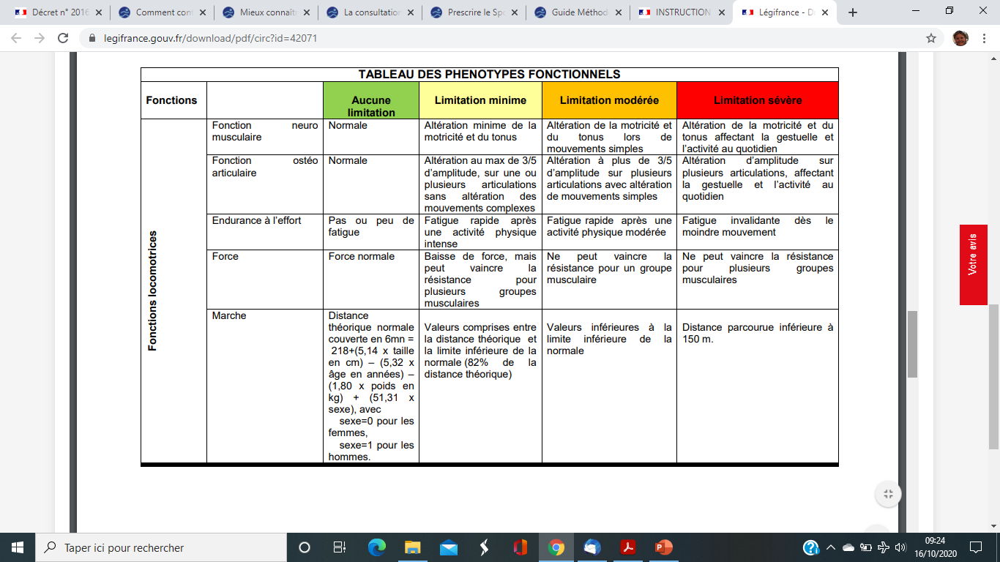 Décret n° 2016
Comment con
Mieux connaît
La consultation
Prescrire le Sp
Guide Méthod
INSTRUCTION
Légifrance - D
legifrance.gouv.fr/download/pdf/circ?id=42071
TABLEAU DES PHENOTYPES FONCTIONNELS
Fonctions
Aucune
limitation
Limitation minime
Limitation modérée
Limitation sévère
Fonctions locomotrices
Fonction neuro
musculaire
Normale
Altération minime de la
motricité et du tonus
Altération de la motricité et
du tonus lors de
mouvements simples
Altération de la motricité et du
tonus affectant la gestuelle et
l'activité au quotidien
Fonction ostéo
articulaire
Normale
Altération au max de 3/5
d'amplitude, sur une ou
plusieurs articulations
sans altération des
mouvements complexes
Altération à plus de 3/5
d'amplitude sur plusieurs
articulations avec altération
de mouvements simples
Altération d'amplitude sur
plusieurs articulations, affectant
la gestuelle et l'activité au
quotidien
Endurance à l'effort
Pas ou peu de
fatigue
Fatigue rapide après
une activité physique
intense
Fatigue rapide après une
activité physique modérée
Fatigue invalidante dès le
moindre mouvement
Force
Force normale
Baisse de force, mais
peut vaincre la
résistance pour
plusieurs groupes
musculaires
Ne peut vaincre la
résistance pour un groupe
musculaire
Ne peut vaincre la résistance
pour plusieurs groupes
musculaires
Marche
Distance
théorique normale
couverte en 6mn =
218+(5,14 x taille
en cm) – (5,32 x
âge en années) –
(1,80 x poids en
kg) + (51,31 x
sexe), avec
sexe=0 pour les
femmes,
sexe=1 pour les
hommes.
Valeurs comprises entre
la distance théorique et
la limite inférieure de la
normale (82% de la
distance théorique)
Valeurs inférieures à la
limite inférieure de la
normale
Distance parcourue inférieure à
150 m.
Votre avis
Taper ici pour rechercher
09:24
16/10/2020